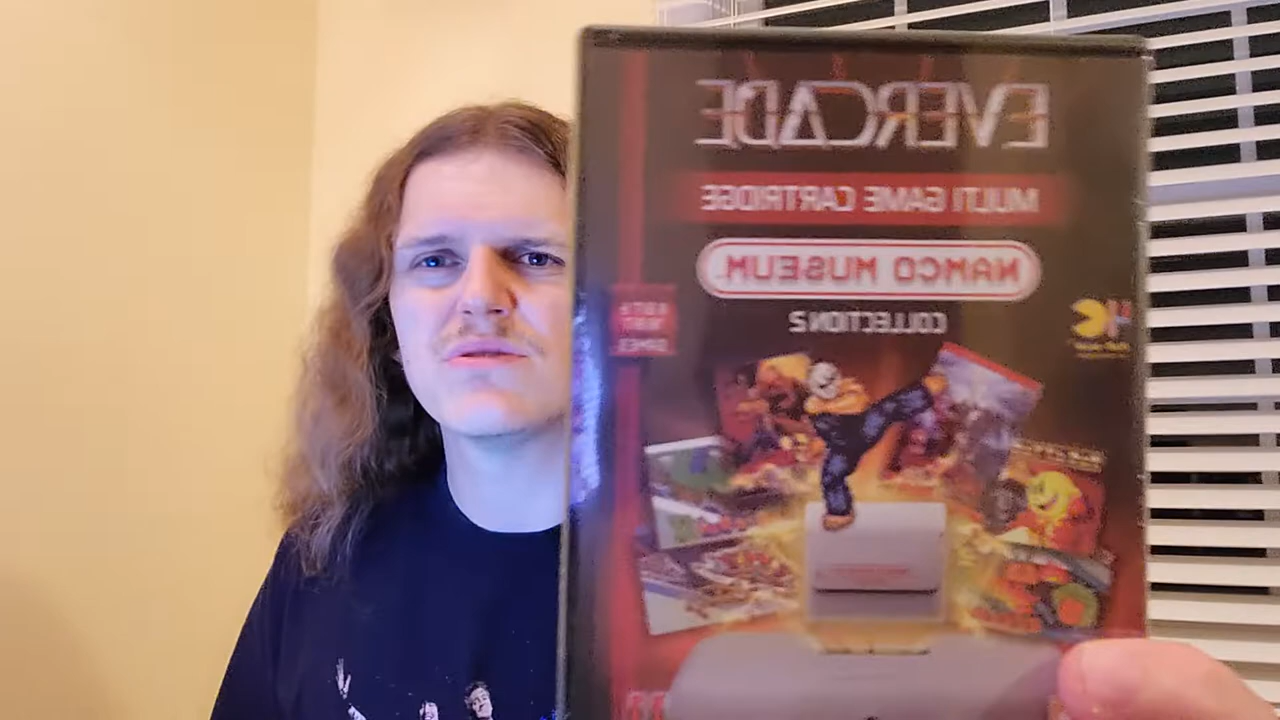 EVERCADE
MULTI GAME CARTRIDGE
NAMCO MUSEUM
COLLECTION 2